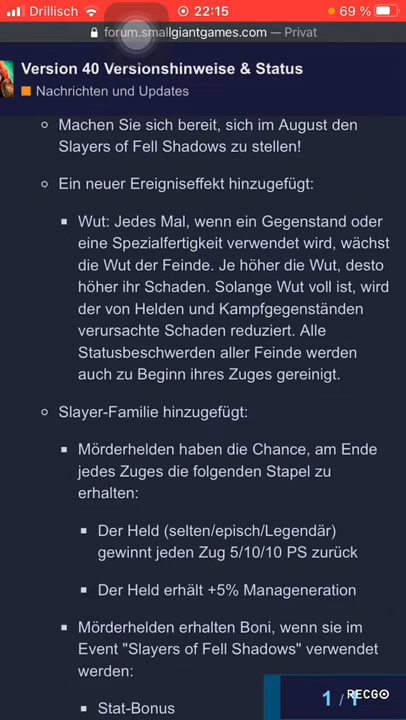 Drillisch 22:15 69 %
forum.smallgiantgames.com — Privat
Version 40 Versionshinweise & Status
Nachrichten und Updates
Machen Sie sich bereit, sich im August den
Slayers of Fell Shadows zu stellen!
Ein neuer Ereigniseffekt hinzugefügt:
Wut: Jedes Mal, wenn ein Gegenstand oder
eine Spezialfertigkeit verwendet wird, wächst
die Wut der Feinde. Je höher die Wut, desto
höher ihr Schaden. Solange Wut voll ist, wird
der von Helden und Kampfgegenständen
verursachte Schaden reduziert. Alle
Statusbeschwerden aller Feinde werden
auch zu Beginn ihres Zuges gereinigt.
Slayer-Familie hinzugefügt:
Mörderhelden haben die Chance, am Ende
jedes Zuges die folgenden Stapel zu
erhalten:
Der Held (selten/epische/Legendär)
gewinnt jeden Zug 5/10/10 PS zurück
Der Held erhält +5% Manageneration
Mörderhelden erhalten Boni, wenn sie im
Event "Slayers of Fell Shadows" verwendet
werden:
Stat-Bonus
1 / 1
RECGO